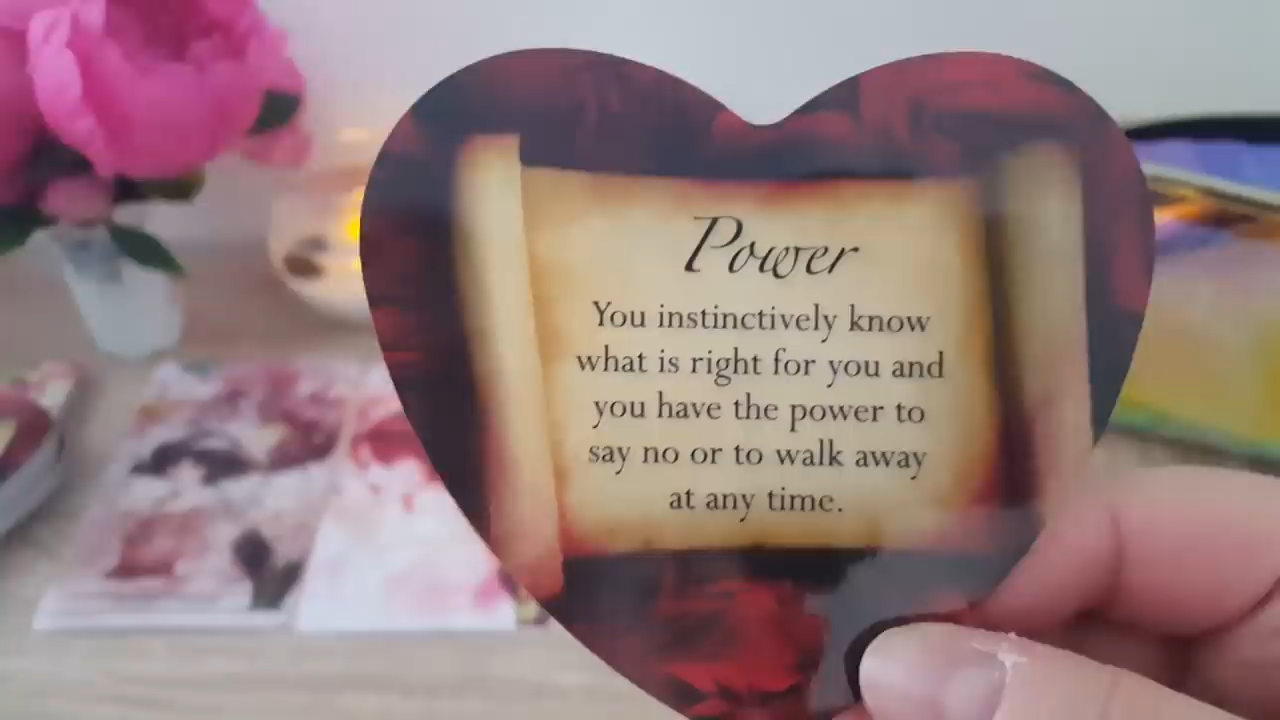 Power
You instinctively know
what is right for you and
you have the power to
say no or to walk away
at any time.